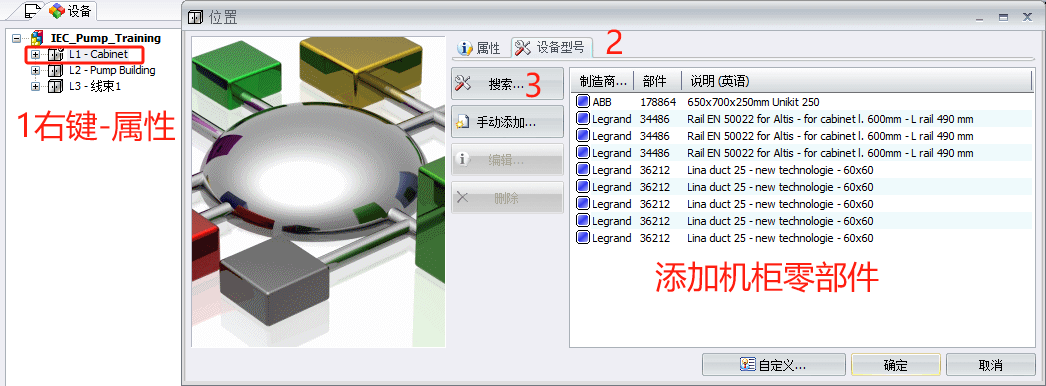 设备
IEC_Pump_Training
L1 - Cabinet
L2 - Pump Building
L3 - 线束1
1右键-属性
位置
属性
设备型号
2
搜索...
3
手动添加...
编辑...
删除
制造商... 部件 说明 (英语)
ABB 178864 650x700x250mm Unikit 250
Legrand 34486 Rail EN 50022 for Altis - for cabinet l. 600mm - L rail 490 mm
Legrand 34486 Rail EN 50022 for Altis - for cabinet l. 600mm - L rail 490 mm
Legrand 34486 Rail EN 50022 for Altis - for cabinet l. 600mm - L rail 490 mm
Legrand 36212 Lina duct 25 - new technologie - 60x60
Legrand 36212 Lina duct 25 - new technologie - 60x60
Legrand 36212 Lina duct 25 - new technologie - 60x60
Legrand 36212 Lina duct 25 - new technologie - 60x60
Legrand 36212 Lina duct 25 - new technologie - 60x60
添加机柜零部件
自定义... 确定 取消